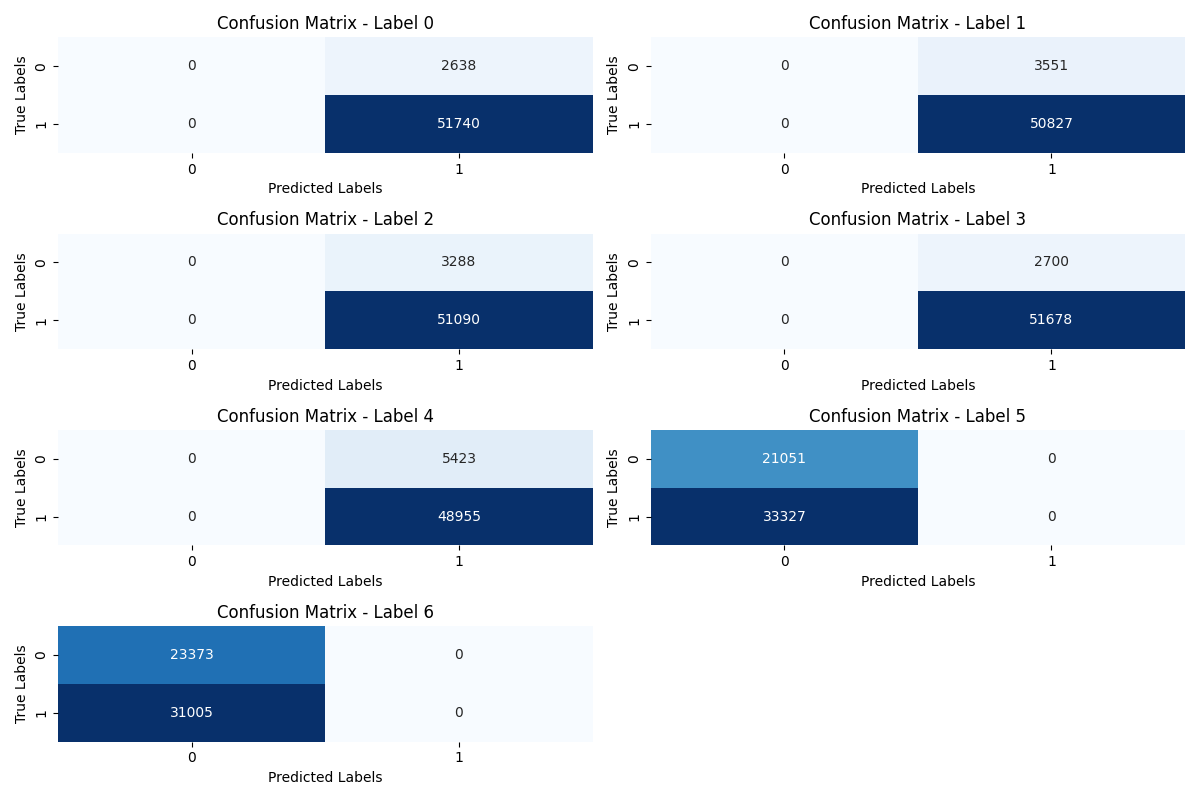 Confusion Matrix - Label 0
True Labels
0
1
0
2638
0
51740
0
1
Predicted Labels
Confusion Matrix - Label 1
True Labels
0
1
0
3551
0
50827
0
1
Predicted Labels
Confusion Matrix - Label 2
True Labels
0
1
0
3288
0
51090
0
1
Predicted Labels
Confusion Matrix - Label 3
True Labels
0
1
0
2700
0
51678
0
1
Predicted Labels
Confusion Matrix - Label 4
True Labels
0
1
0
5423
0
48955
0
1
Predicted Labels
Confusion Matrix - Label 5
True Labels
0
1
21051
0
33327
0
0
1
Predicted Labels
Confusion Matrix - Label 6
True Labels
0
1
23373
0
31005
0
0
1
Predicted Labels